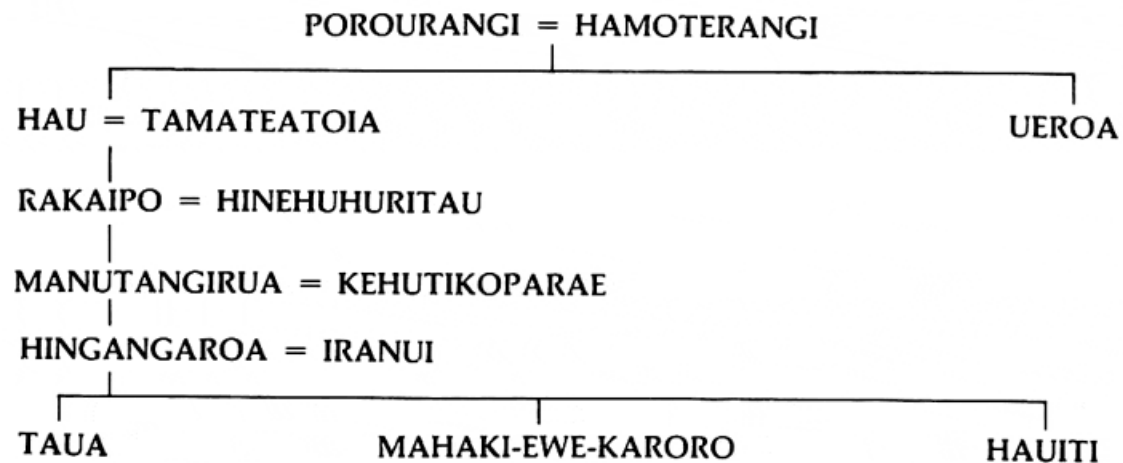 POROURANGI = HAMOTERANGI
HAU = TAMATEATOIA UEROA
RAKAIPO = HINEHUHURITAU
MANUTANGIRUA = KEHUTIKOPARAE
HINGANGAROA = IRANUI
TAUA MAHAKI-EWE-KARORO HAUITI